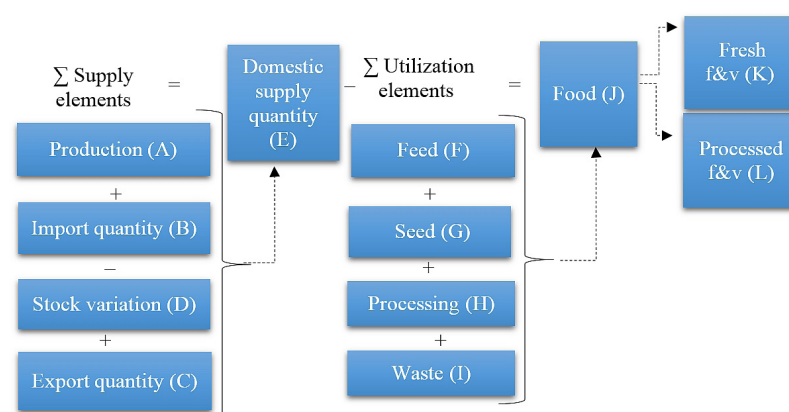 ∑ Supply
elements
=
Domestic
supply
quantity
(E)
−
∑ Utilization
elements
=
Food (J)
Fresh
f&v (K)
Processed
f&v (L)
Production (A)
+
Import quantity (B)
−
Stock variation (D)
+
Export quantity (C)
Feed (F)
+
Seed (G)
+
Processing (H)
+
Waste (I)